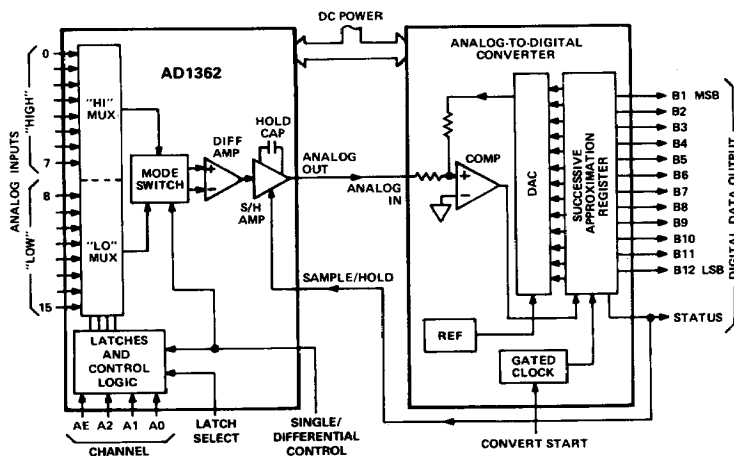 DC POWER
AD1362
ANALOG-TO-DIGITAL
CONVERTER
ANALOG INPUTS
"HIGH"
"LOW"
0
7
8
15
"HI"
MUX
"LO"
MUX
MODE
SWITCH
DIFF
AMP
HOLD
CAP
S/H
AMP
ANALOG
OUT
ANALOG
IN
COMP
DAC
SUCCESSIVE
APPROXIMATION
REGISTER
B1 MSB
B2
B3
B4
B5
B6
B7
B8
B9
B10
B11
B12 LSB
DIGITAL DATA OUTPUT
STATUS
SAMPLE/HOLD
REF
GATED
CLOCK
LATCHES
AND
CONTROL
LOGIC
AE A2 A1 A0
CHANNEL
LATCH
SELECT
SINGLE/
DIFFERENTIAL
CONTROL
CONVERT START